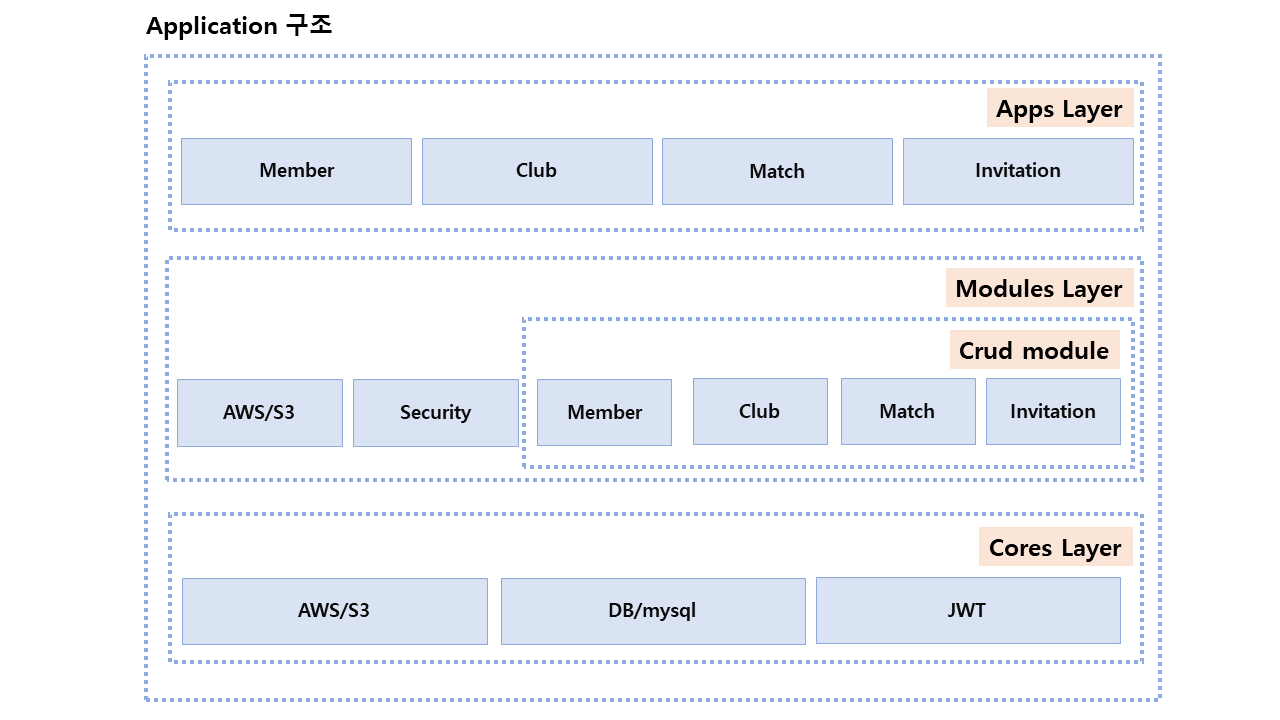 Application 구조
Apps Layer
Member
Club
Match
Invitation
Modules Layer
Crud module
AWS/S3
Security
Member
Club
Match
Invitation
Cores Layer
AWS/S3
DB/mysql
JWT